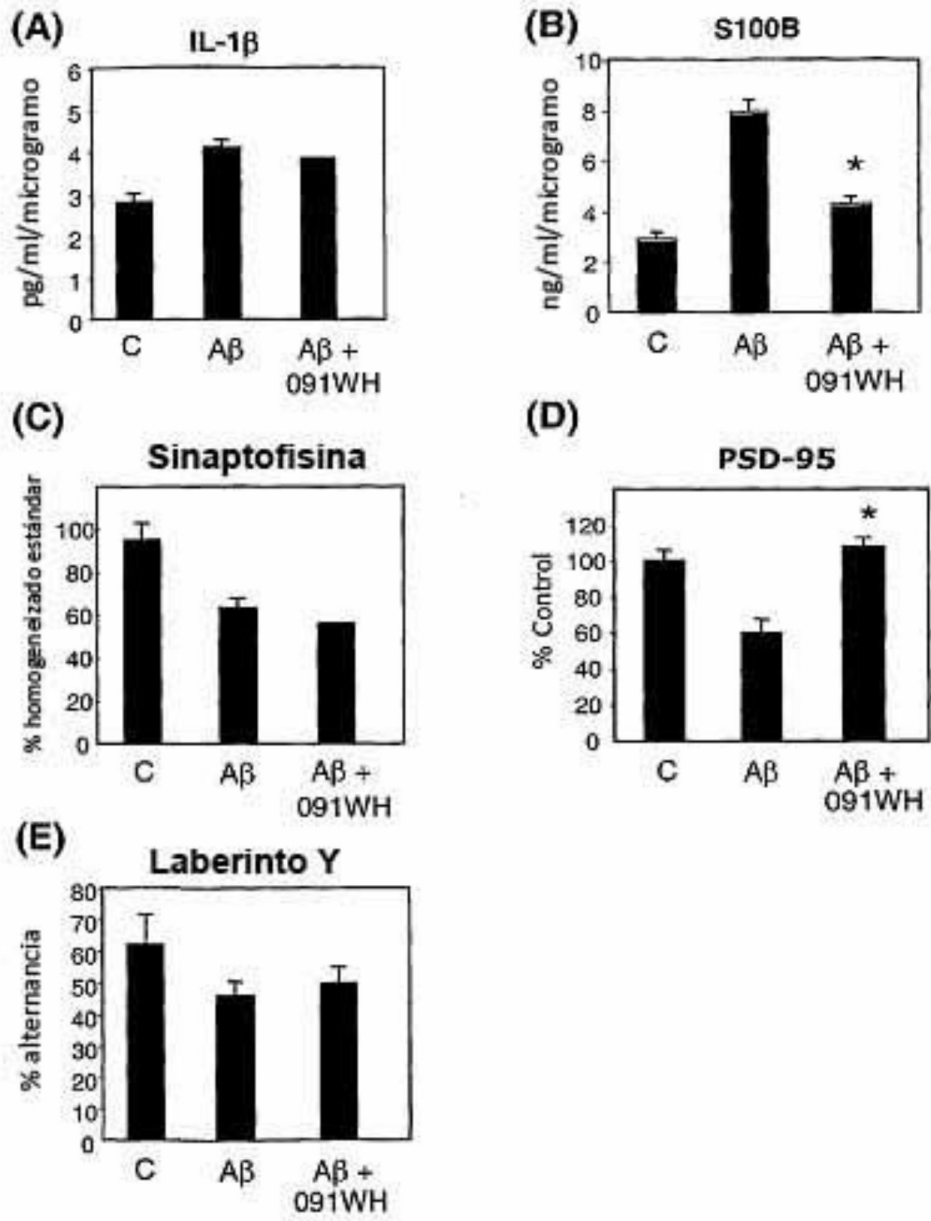 (A)
IL-1β
pg/ml/microgramo
6
5
4
3
2
1
0
C
Aβ
Aβ +
091WH
(B)
S100B
ng/ml/microgramo
10
8
6
4
2
0
*
C
Aβ
Aβ +
091WH
(C)
Sinaptofisina
% homogeneizado estándar
100
80
60
40
20
0
C
Aβ
Aβ +
091WH
(D)
PSD-95
% Control
120
100
80
60
40
20
0
*
C
Aβ
Aβ +
091WH
(E)
Laberinto Y
% alternancia
80
70
60
50
40
30
20
10
0
C
Aβ
Aβ +
091WH